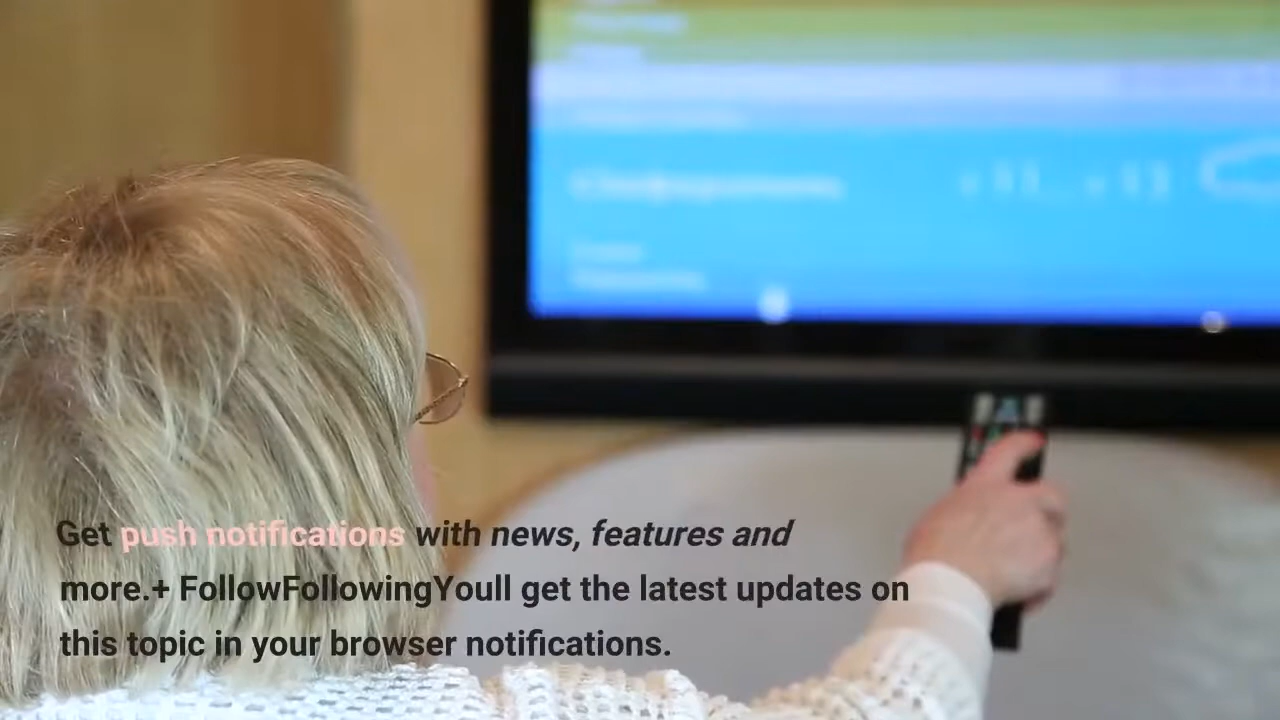 Get push notifications with news, features and
more.+ FollowFollowingYoull get the latest updates on
this topic in your browser notifications.